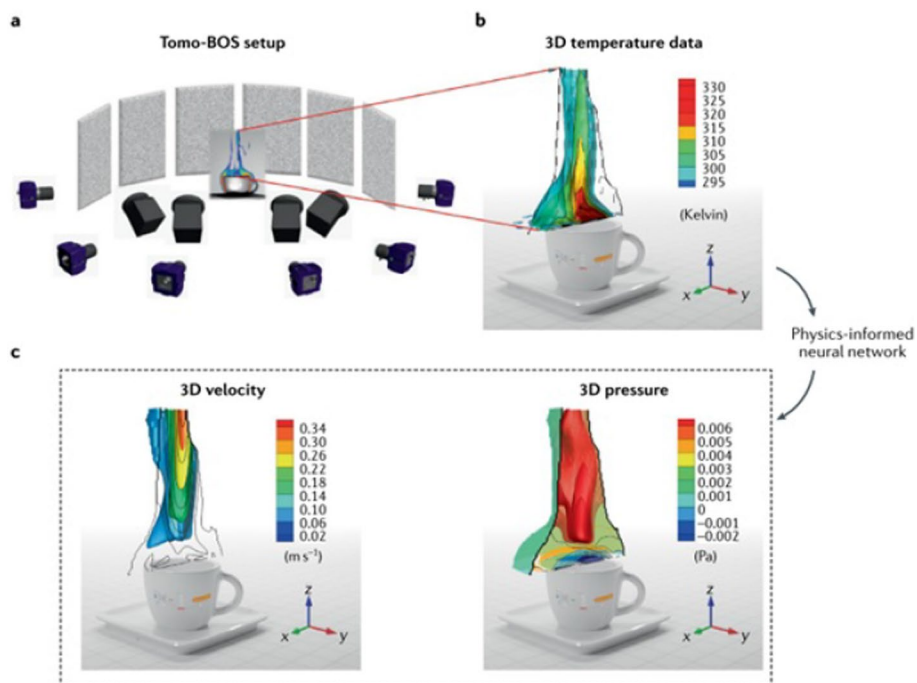 a
Tomo-BOS setup
b
3D temperature data
330
325
320
315
310
305
300
295
(Kelvin)
z
x
y
Physics-informed
neural network
c
3D velocity
0.34
0.30
0.26
0.22
0.18
0.14
0.10
0.06
0.02
(m s⁻¹)
z
x
y
3D pressure
0.006
0.005
0.004
0.003
0.002
0.001
0
−0.001
−0.002
(Pa)
z
x
y